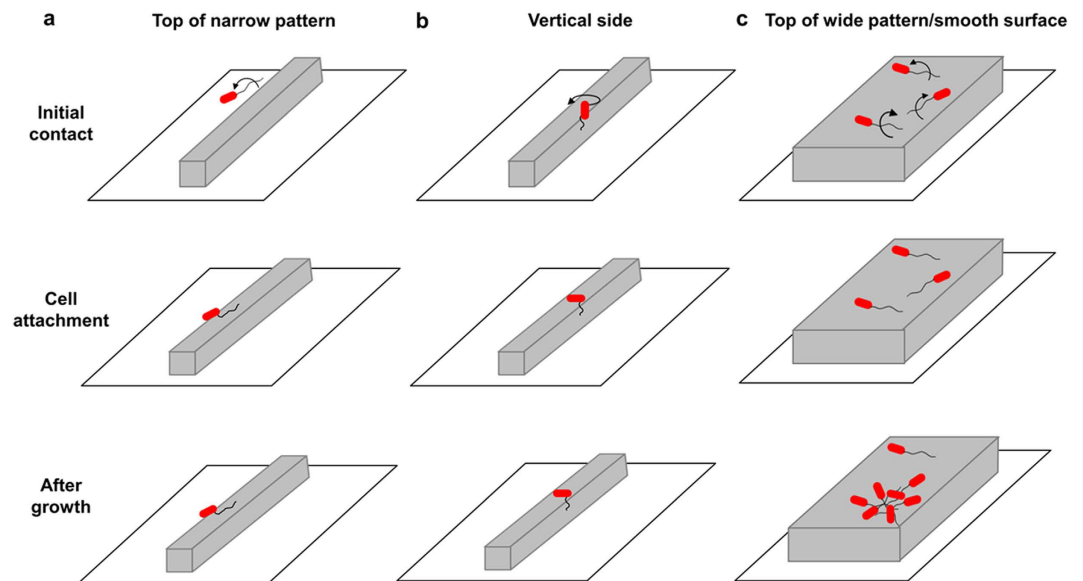 a Top of narrow pattern
b Vertical side
c Top of wide pattern/smooth surface
Initial
contact
Cell
attachment
After
growth